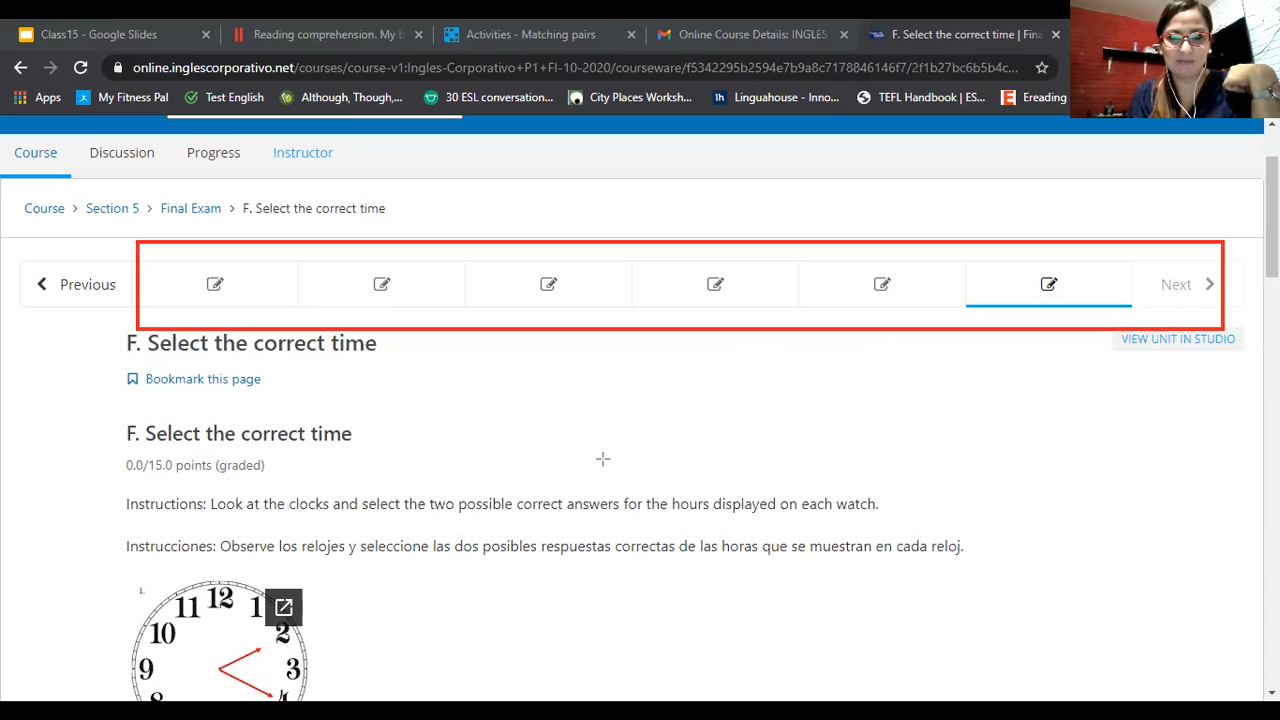 Class15 - Google Slides
Reading comprehension. My b
Activities - Matching pairs
Online Course Details: INGLES
F. Select the correct time | Fina
online.inglescorporativo.net/courses/course-v1:Ingles-Corporativo+P1+FI-10.2020/courseware/f5342295b2594e7b9a8c7178846146f7/2f1b27bc6b5b4c...
Apps
My Fitness Pal
Test English
Although, Though,...
30 ESL conversation...
City Places Worksh...
lh Linguahouse - Inno...
TEFL Handbook | ES...
E Ereading
Course Discussion Progress Instructor
Course > Section 5 > Final Exam > F. Select the correct time
Previous
Next
F. Select the correct time
VIEW UNIT IN STUDIO
Bookmark this page
F. Select the correct time
0.0/15.0 points (graded)
Instructions: Look at the clocks and select the two possible correct answers for the hours displayed on each watch.
Instrucciones: Observe los relojes y seleccione las dos posibles respuestas correctas de las horas que se muestran en cada reloj.
1.
11 12 1
10 2
9 3
8 4